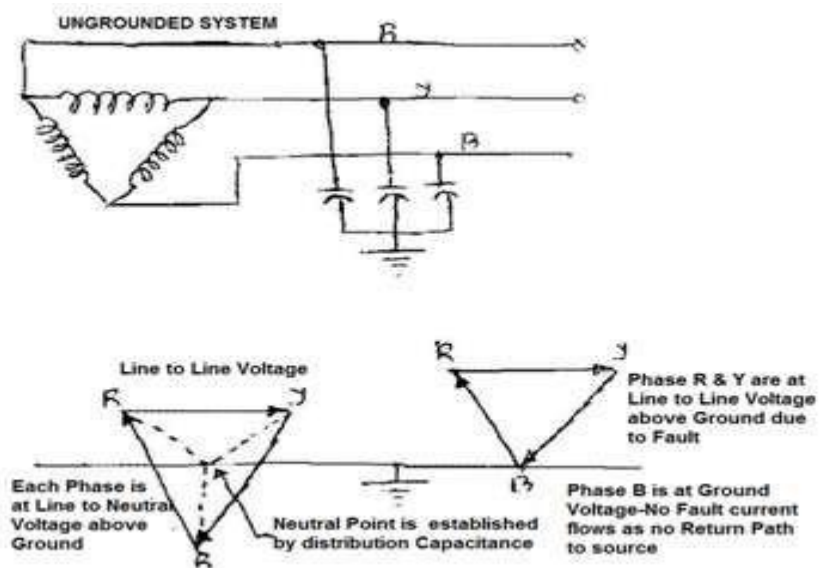 UNGROUNDED SYSTEM
R
Y
B
Line to Line Voltage
R
Y
R
Y
Phase R & Y are at
Line to Line Voltage
above Ground due
to Fault
Each Phase is
at Line to Neutral
Voltage above
Ground
B
Neutral Point is established
by distribution Capacitance
B
Phase B is at Ground
Voltage-No Fault current
flows as no Return Path
to source